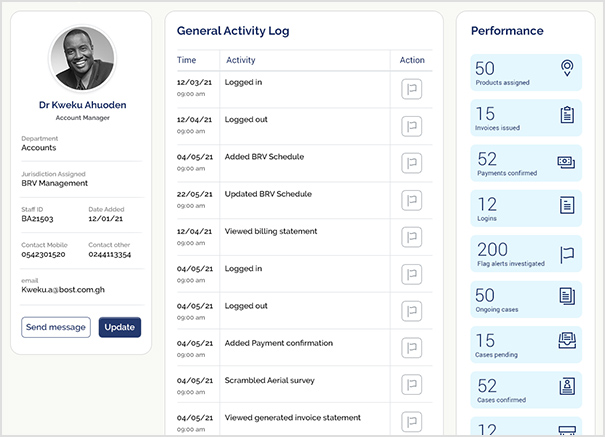 Dr Kweku Ahuoden
Account Manager
Department
Accounts
Jurisdiction Assigned
BRV Management
Staff ID Date Added
BA21503 12/01/21
Contact Mobile Contact other
0542301520 0244113354
email
Kweku.a@bost.com.gh
Send message Update
General Activity Log
Time Activity Action
12/03/21 Logged in
09:00 am
12/04/21 Logged out
09:00 am
04/05/21 Added BRV Schedule
09:00 am
22/05/21 Updated BRV Schedule
09:00 am
12/04/21 Viewed billing statement
09:00 am
04/05/21 Logged in
09:00 am
04/05/21 Logged out
09:00 am
04/05/21 Added Payment confirmation
09:00 am
04/05/21 Scrambled Aerial survey
09:00 am
04/05/21 Viewed generated invoice statement
09:00 am
Performance
50
Products assigned
15
Invoices issued
52
Payments confirmed
12
Logins
200
Flag alerts investigated
50
Ongoing cases
15
Cases pending
52
Cases confirmed
12